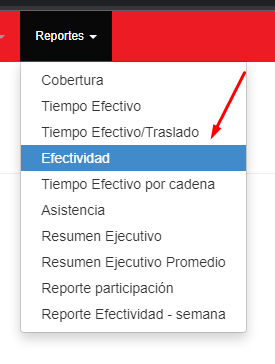 Reportes
Cobertura
Tiempo Efectivo
Tiempo Efectivo/Traslado
Efectividad
Tiempo Efectivo por cadena
Asistencia
Resumen Ejecutivo
Resumen Ejecutivo Promedio
Reporte participación
Reporte Efectividad - semana